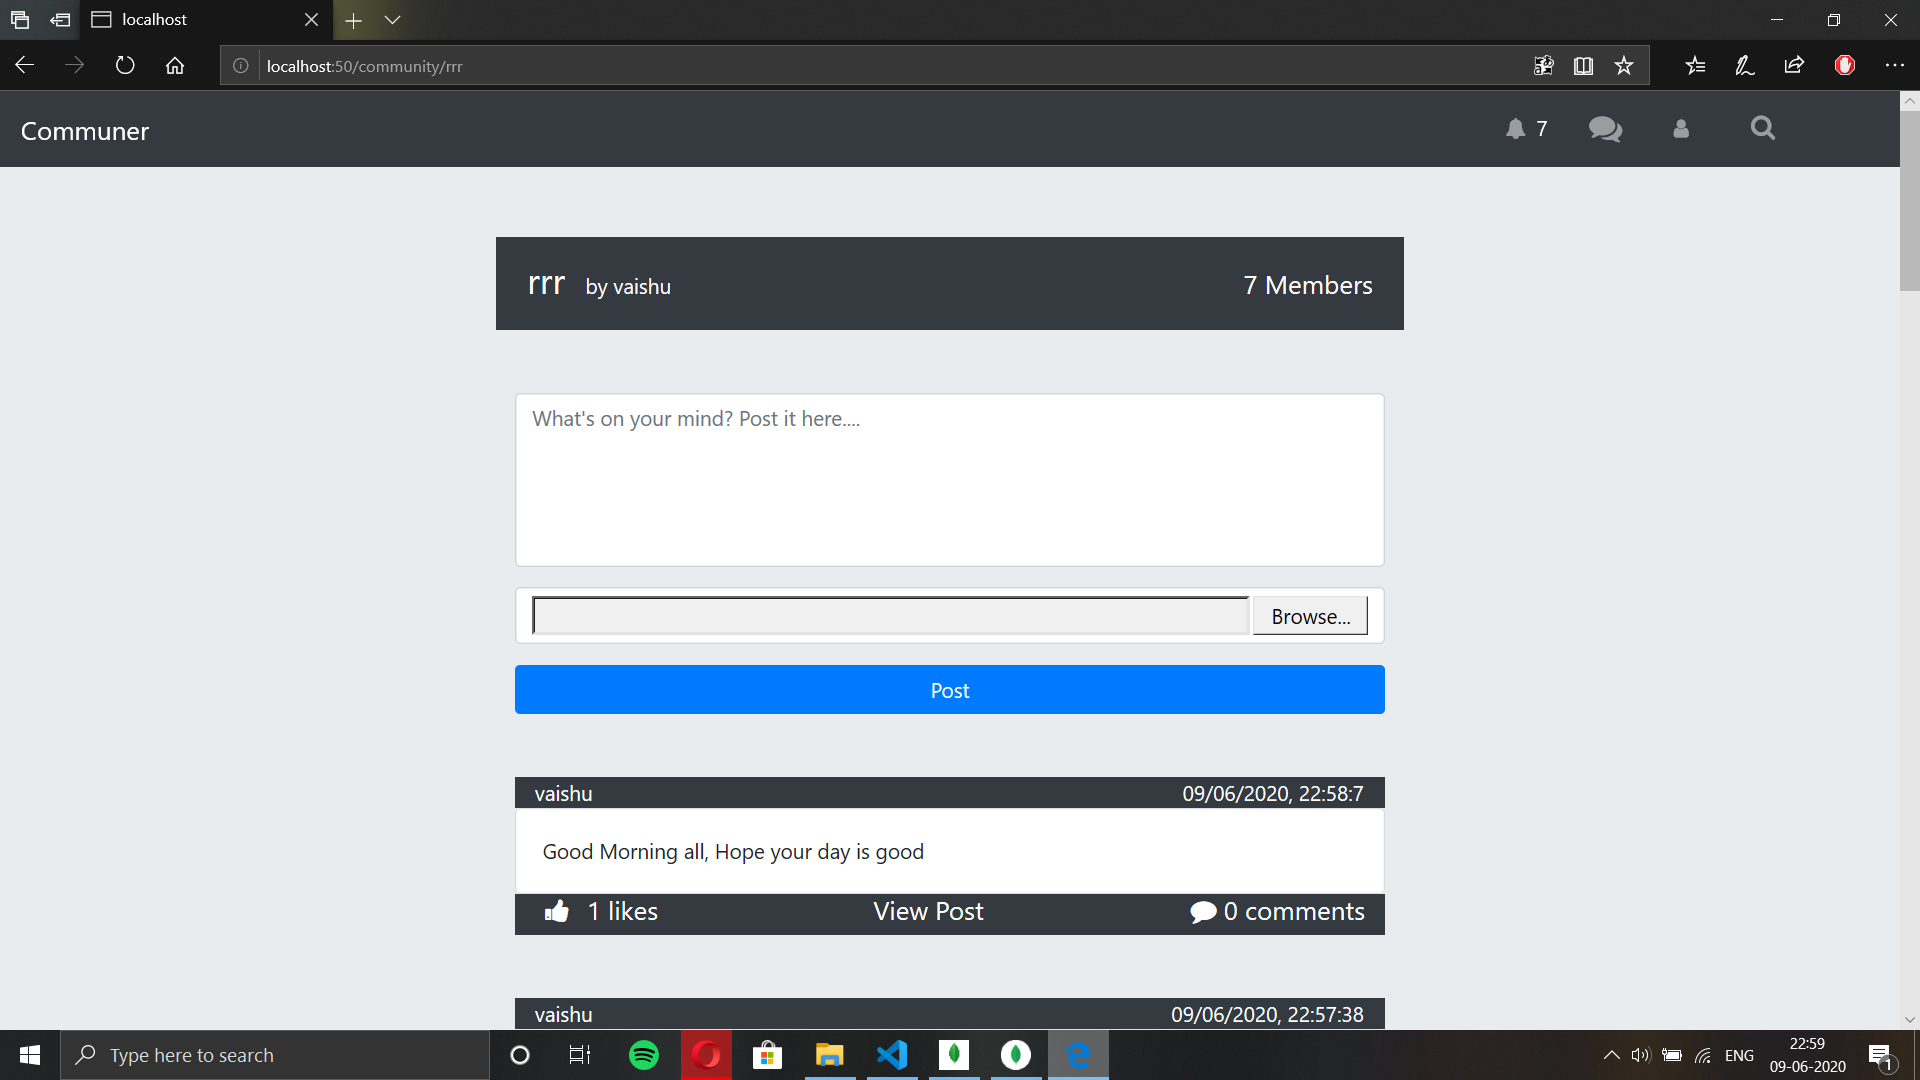 localhost
localhost:50/community/rrr
Communer
7
rrr by vaishu
7 Members
What's on your mind? Post it here....
Browse...
Post
vaishu
09/06/2020, 22:58:7
Good Morning all, Hope your day is good
1 likes
View Post
0 comments
vaishu
09/06/2020, 22:57:38
Type here to search
ENG
22:59
09-06-2020
1